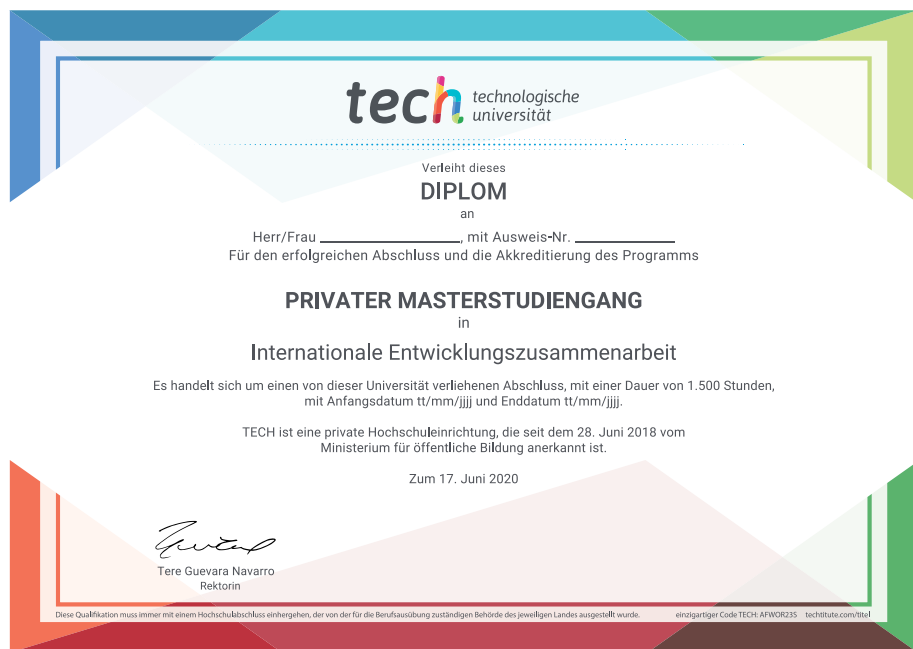 tech technologische
universität
Verleiht dieses
DIPLOM
an
Herr/Frau ____________________, mit Ausweis-Nr. ______________
Für den erfolgreichen Abschluss und die Akkreditierung des Programms
PRIVATER MASTERSTUDIENGANG
in
Internationale Entwicklungszusammenarbeit
Es handelt sich um einen von dieser Universität verliehenen Abschluss, mit einer Dauer von 1.500 Stunden,
mit Anfangsdatum tt/mm/jjjj und Enddatum tt/mm/jjjj.
TECH ist eine private Hochschuleinrichtung, die seit dem 28. Juni 2018 vom
Ministerium für öffentliche Bildung anerkannt ist.
Zum 17. Juni 2020
Tere Guevara Navarro
Rektorin
Diese Qualifikation muss immer mit einem Hochschulabschluss einhergehen, der von der für die Berufsausübung zuständigen Behörde des jeweiligen Landes ausgestellt wurde. einzigartiger Code TECH: AFWOR23S techtitute.com/titel